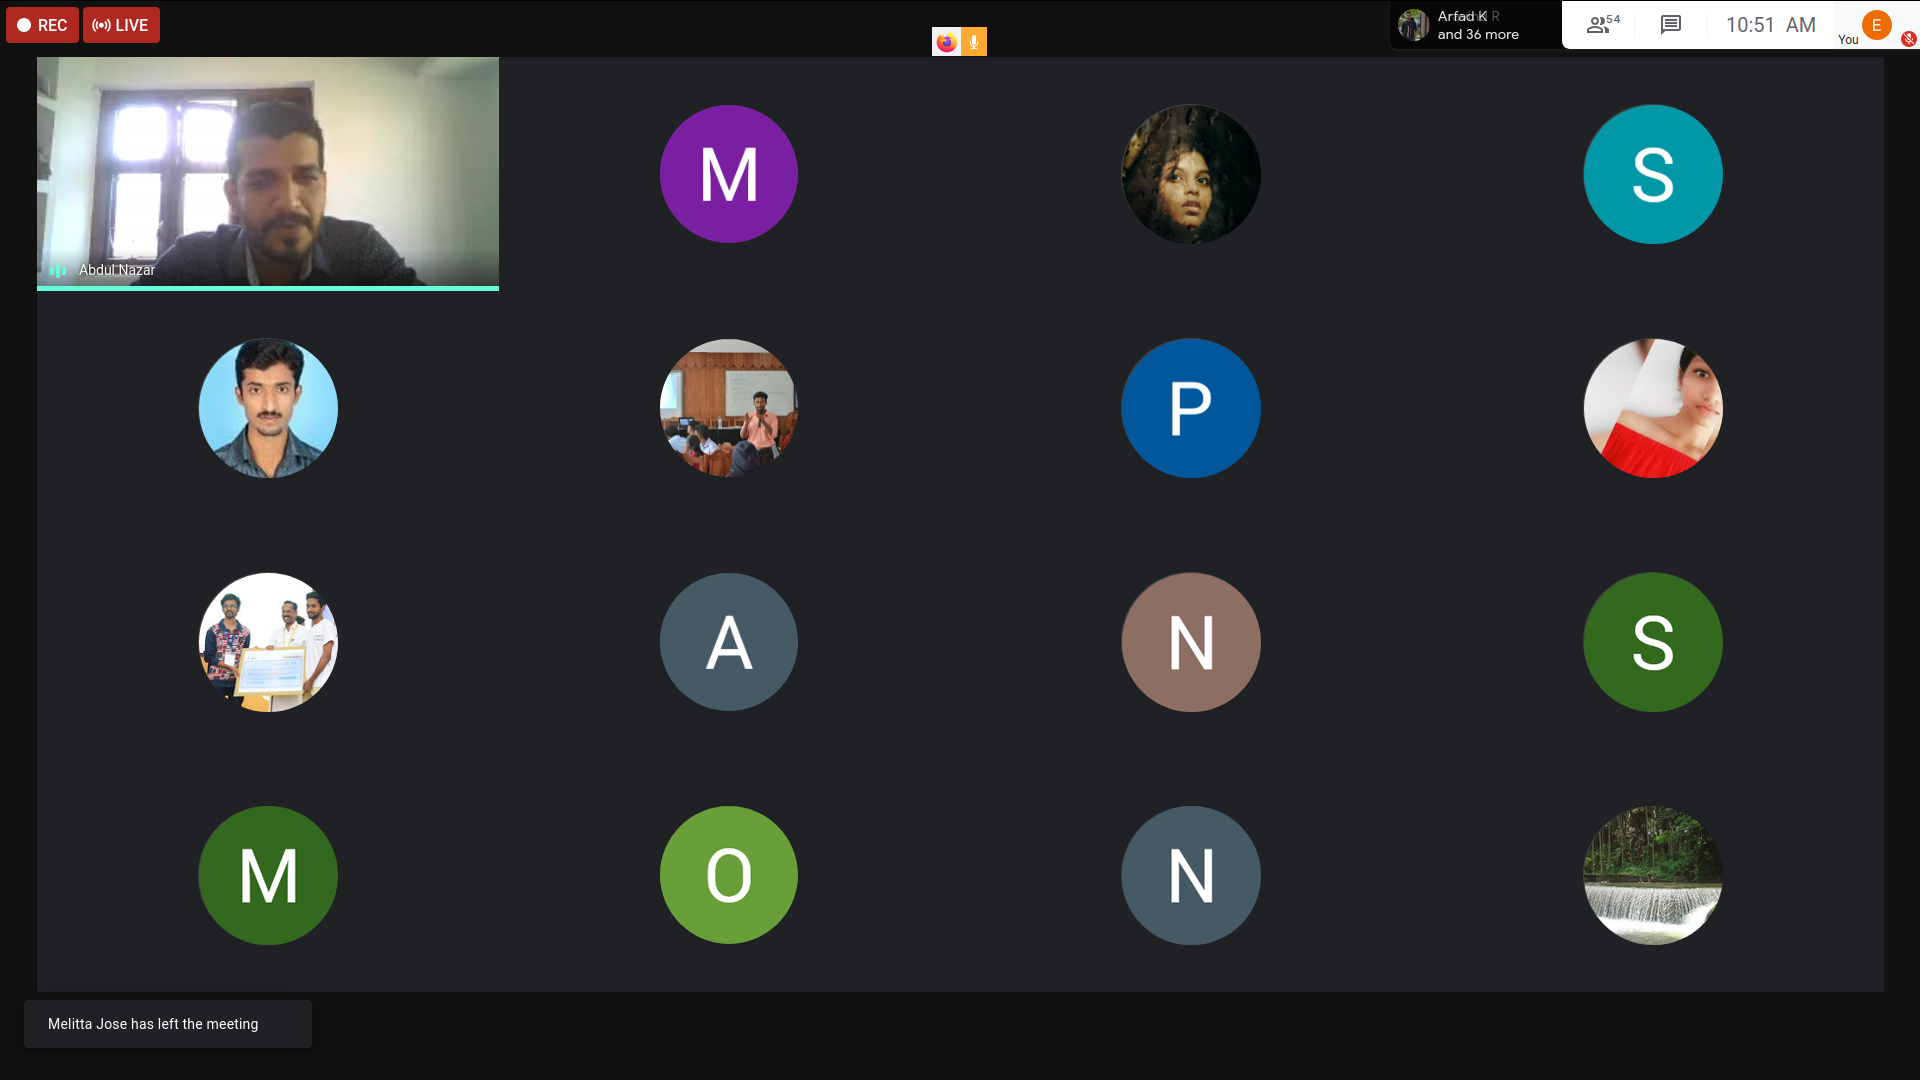 REC
LIVE
Arfad K
and 36 more
54
10:51 AM
You
E
Abdul Nazar
M
S
P
A
N
S
M
O
N
Melitta Jose has left the meeting